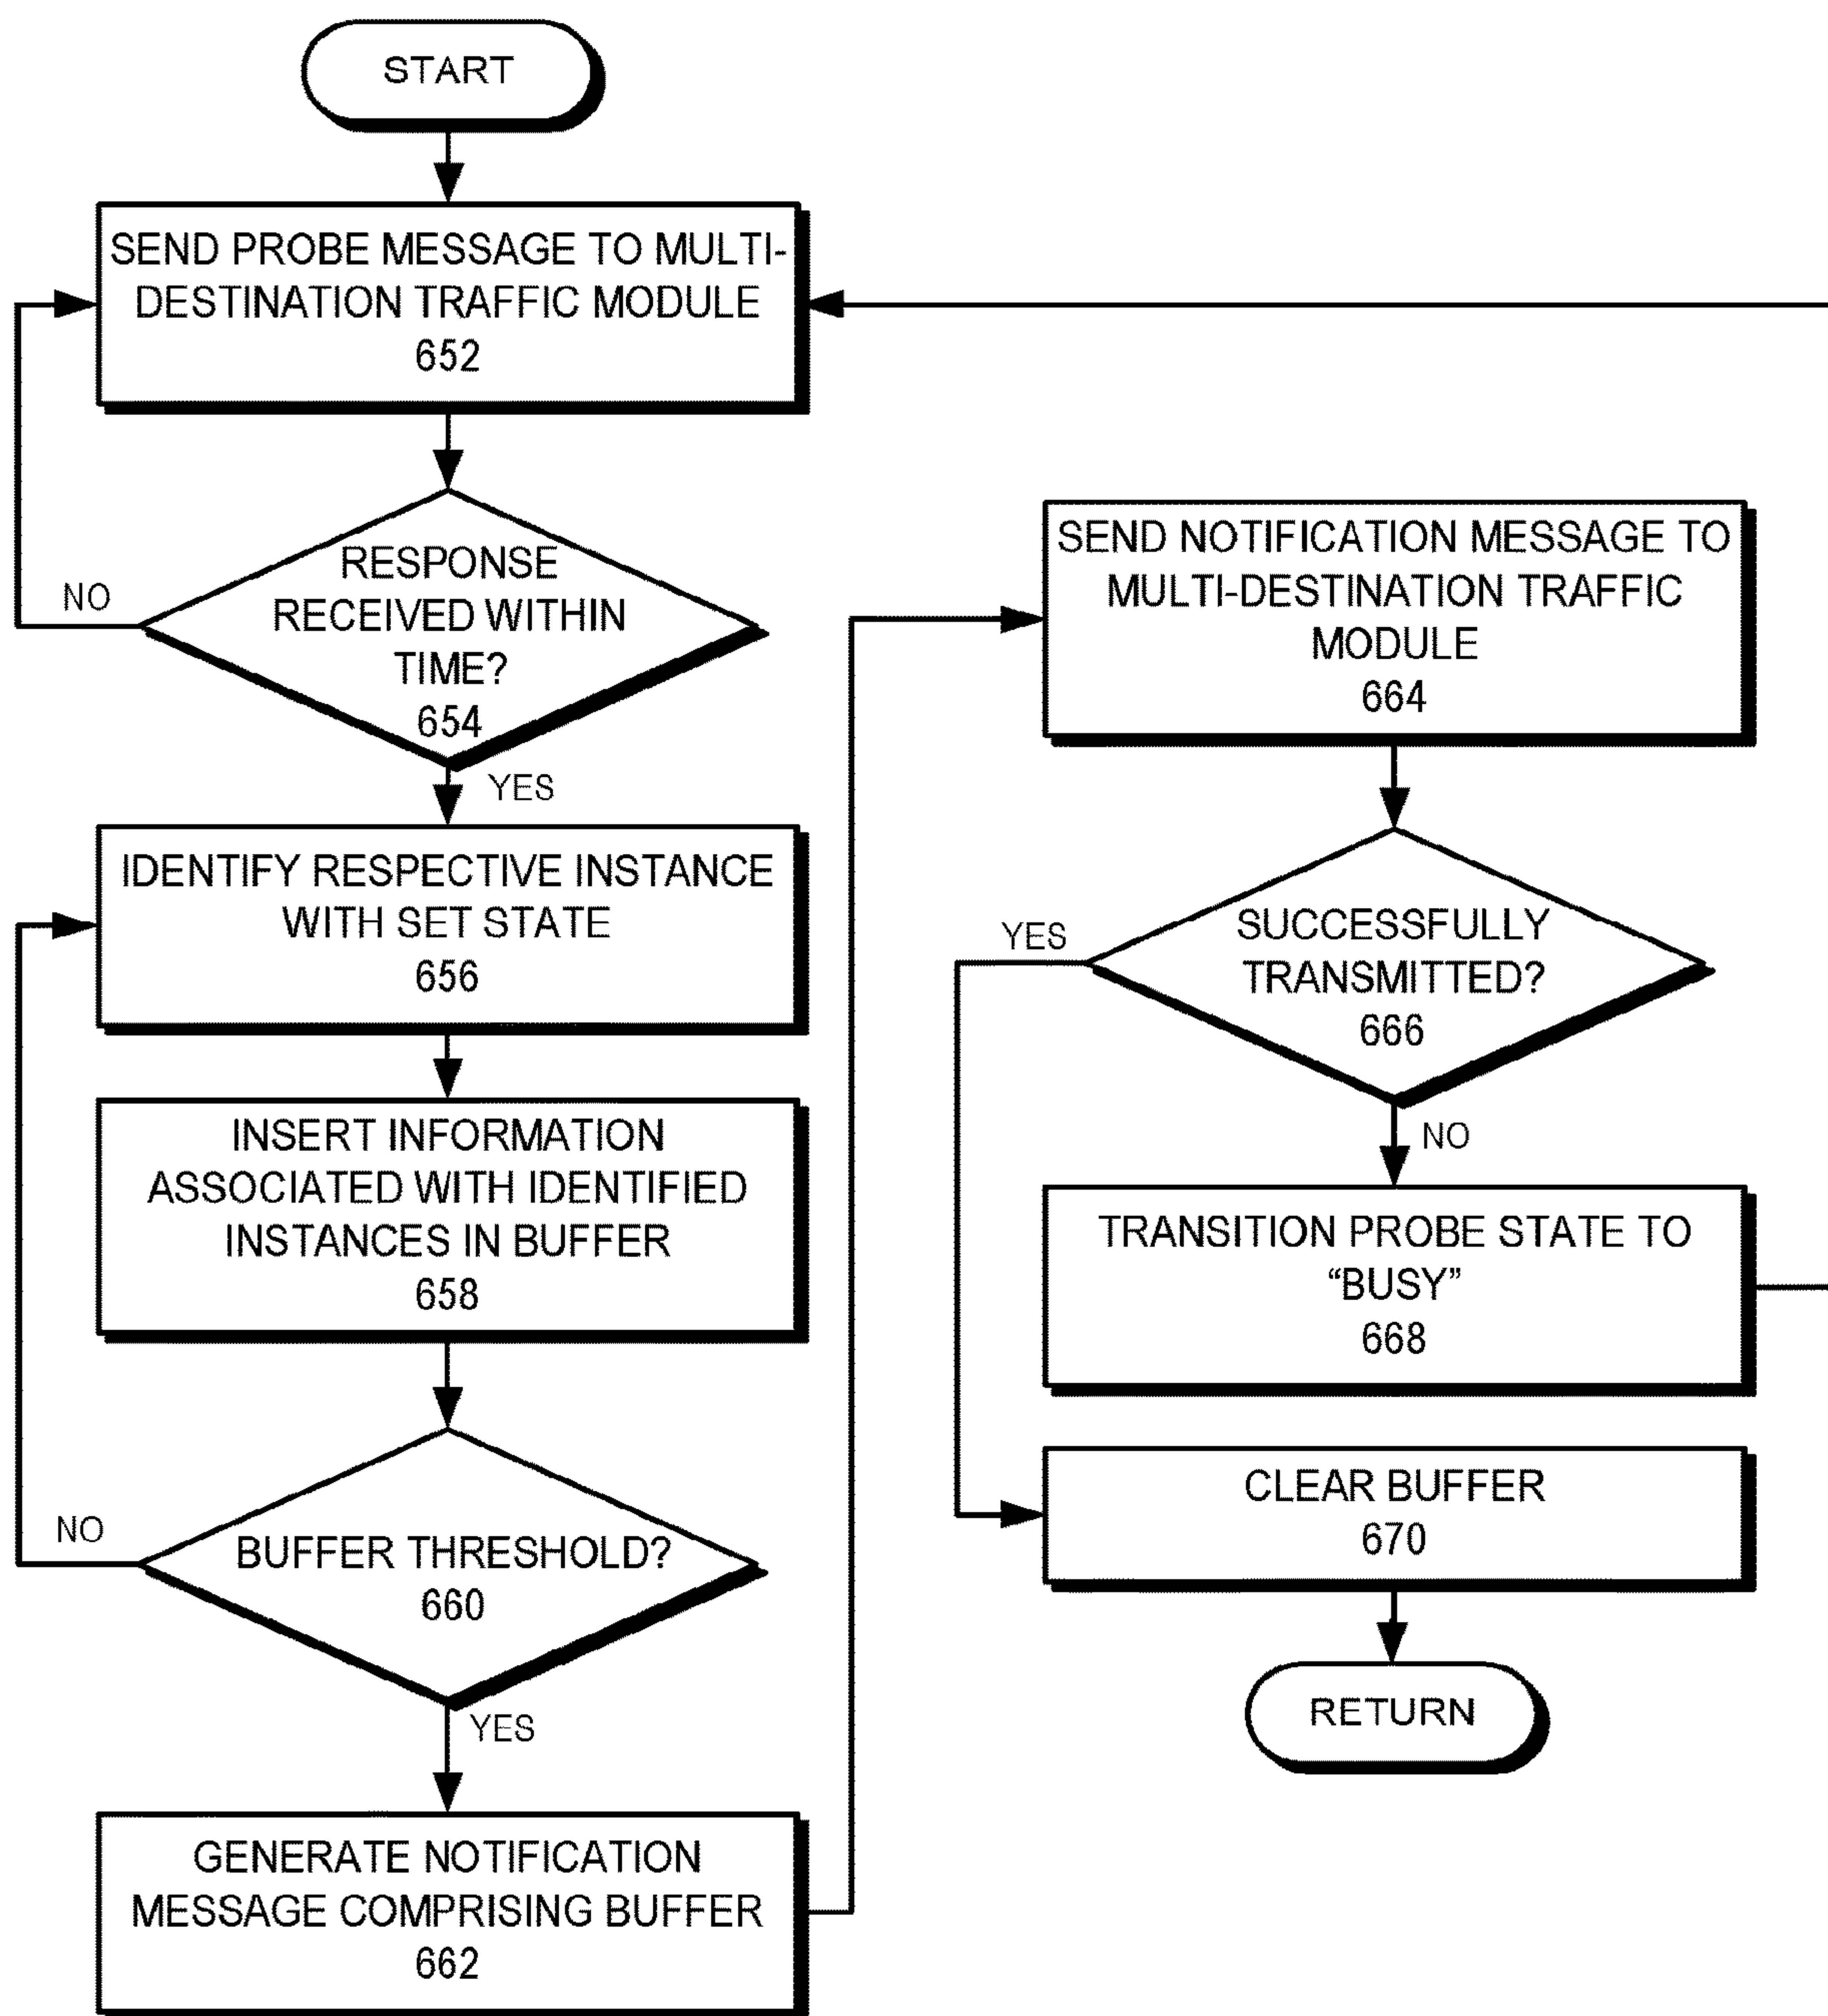 START
SEND PROBE MESSAGE TO MULTI-
DESTINATION TRAFFIC MODULE
652
RESPONSE
RECEIVED WITHIN
TIME?
654
NO
YES
IDENTIFY RESPECTIVE INSTANCE
WITH SET STATE
656
INSERT INFORMATION
ASSOCIATED WITH IDENTIFIED
INSTANCES IN BUFFER
658
BUFFER THRESHOLD?
660
NO
YES
GENERATE NOTIFICATION
MESSAGE COMPRISING BUFFER
662
SEND NOTIFICATION MESSAGE TO
MULTI-DESTINATION TRAFFIC
MODULE
664
SUCCESSFULLY
TRANSMITTED?
666
YES
NO
TRANSITION PROBE STATE TO
“BUSY”
668
CLEAR BUFFER
670
RETURN